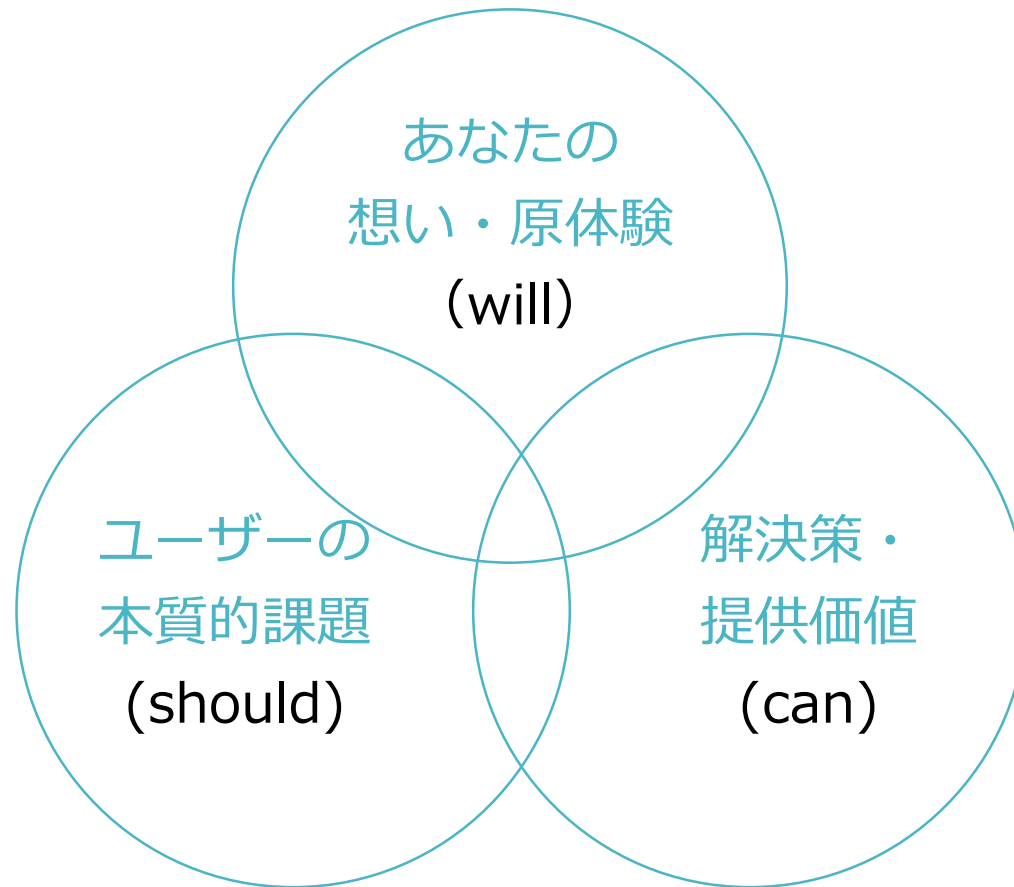 あなたの
想い・原体験
（will）
ユーザーの
本質的課題
(should)
解決策・
提供価値
(can)